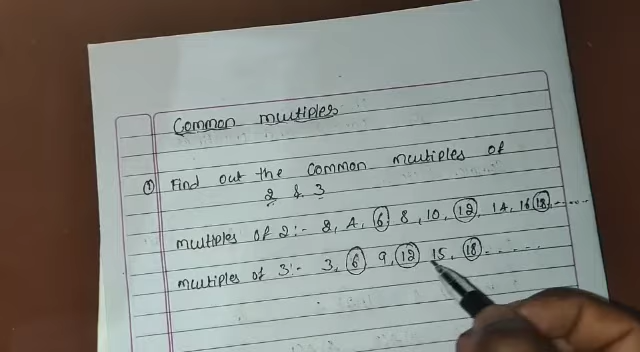 Common multiples
① Find out the common multiples of
2 & 3
multiples of 2:- 2, 4, 6, 8, 10, 12, 14, 16, 18.......
multiples of 3:- 3, 6, 9, 12, 15, 18......